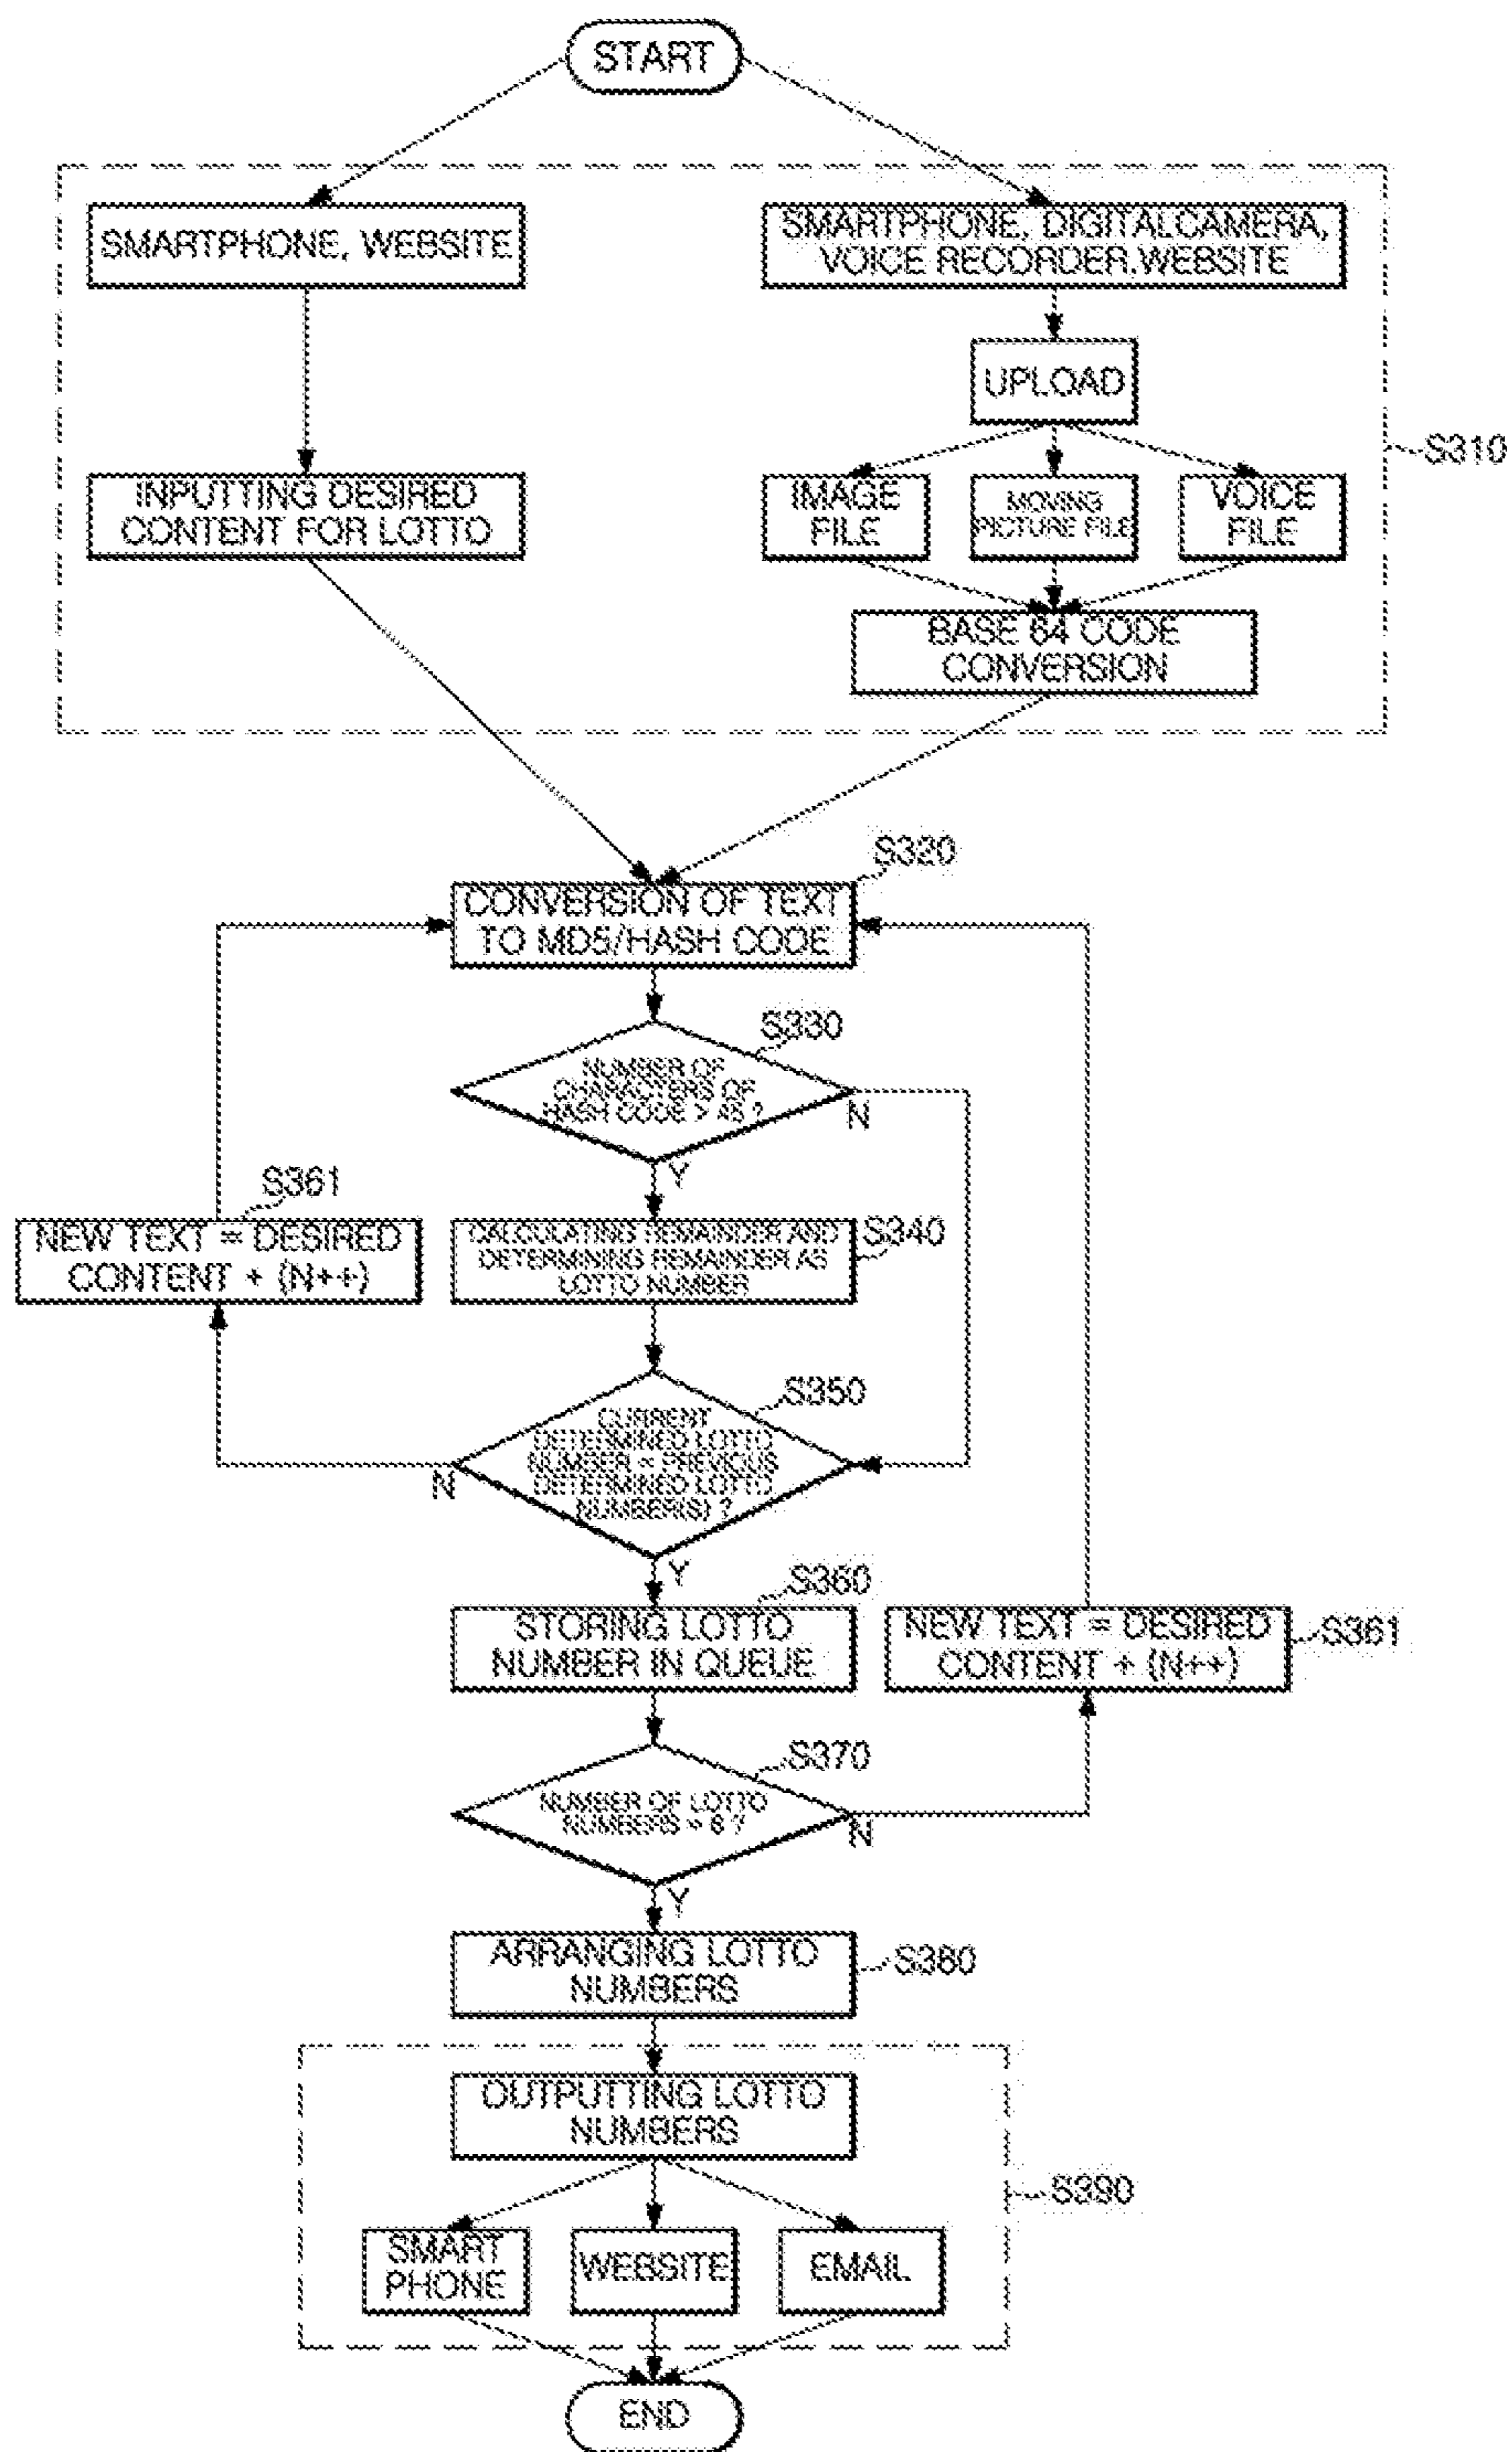 START
SMARTPHONE, WEBSITE
SMARTPHONE, DIGITALCAMERA,
VOICE RECORDER.WEBSITE
UPLOAD
S310
INPUTTING DESIRED
CONTENT FOR LOTTO
IMAGE
FILE
MOVING
PICTURE FILE
VOICE
FILE
BASE 64 CODE
CONVERSION
S320
CONVERSION OF TEXT
TO MD5/HASH CODE
S330
NUMBER OF
CHARACTERS OF
HASH CODE > 45 ?
N
Y
S361
NEW TEXT = DESIRED
CONTENT + (N++)
S340
CALCULATING REMAINDER AND
DETERMINING REMAINDER AS
LOTTO NUMBER
S350
CURRENT
DETERMINED LOTTO
NUMBER = PREVIOUS
DETERMINED LOTTO
NUMBER(S) ?
N
Y
S360
STORING LOTTO
NUMBER IN QUEUE
NEW TEXT = DESIRED
CONTENT + (N++)
S361
S370
NUMBER OF LOTTO
NUMBERS 6 ?
N
Y
ARRANGING LOTTO
NUMBERS
S380
OUTPUTTING LOTTO
NUMBERS
S390
SMART
PHONE
WEBSITE
EMAIL
END